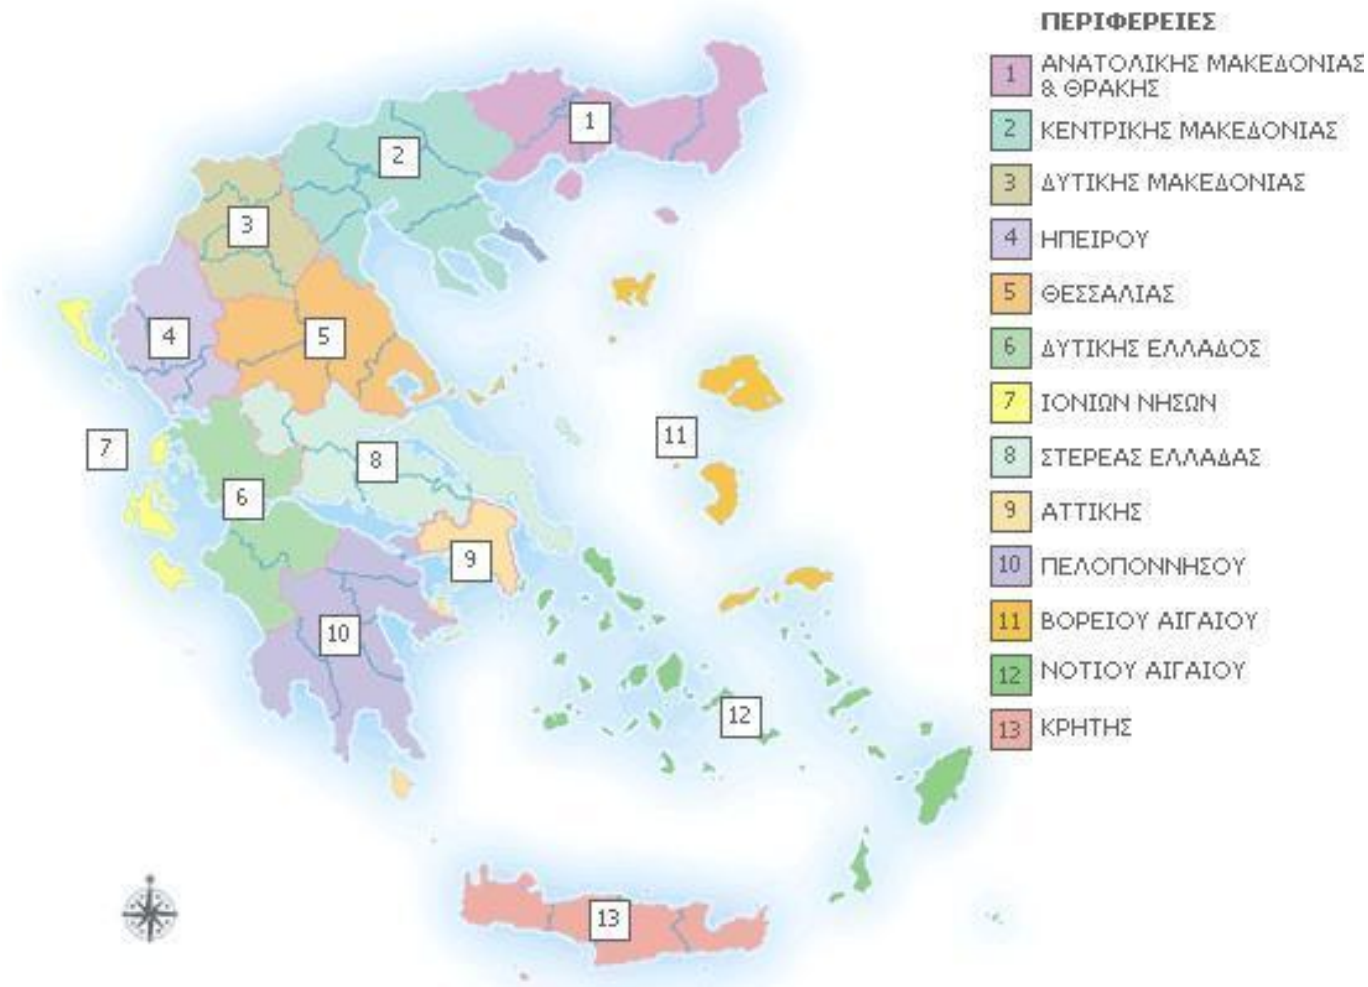 ΠΕΡΙΦΕΡΕΙΕΣ
1 ΑΝΑΤΟΛΙΚΗΣ ΜΑΚΕΔΟΝΙΑΣ
& ΘΡΑΚΗΣ
2 ΚΕΝΤΡΙΚΗΣ ΜΑΚΕΔΟΝΙΑΣ
3 ΔΥΤΙΚΗΣ ΜΑΚΕΔΟΝΙΑΣ
4 ΗΠΕΙΡΟΥ
5 ΘΕΣΣΑΛΙΑΣ
6 ΔΥΤΙΚΗΣ ΕΛΛΑΔΟΣ
7 ΙΟΝΙΩΝ ΝΗΣΩΝ
8 ΣΤΕΡΕΑΣ ΕΛΛΑΔΑΣ
9 ΑΤΤΙΚΗΣ
10 ΠΕΛΟΠΟΝΝΗΣΟΥ
11 ΒΟΡΕΙΟΥ ΑΙΓΑΙΟΥ
12 ΝΟΤΙΟΥ ΑΙΓΑΙΟΥ
13 ΚΡΗΤΗΣ
1
2
3
4
5
11
7
8
6
9
10
12
13